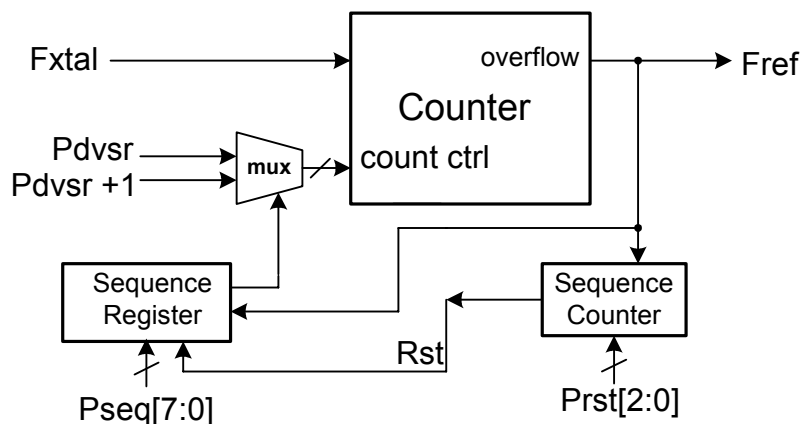 Fxtal
overflow
Fref
Counter
Pdvsr
Pdvsr +1
mux
count ctrl
Sequence
Register
Sequence
Counter
Rst
Pseq[7:0]
Prst[2:0]